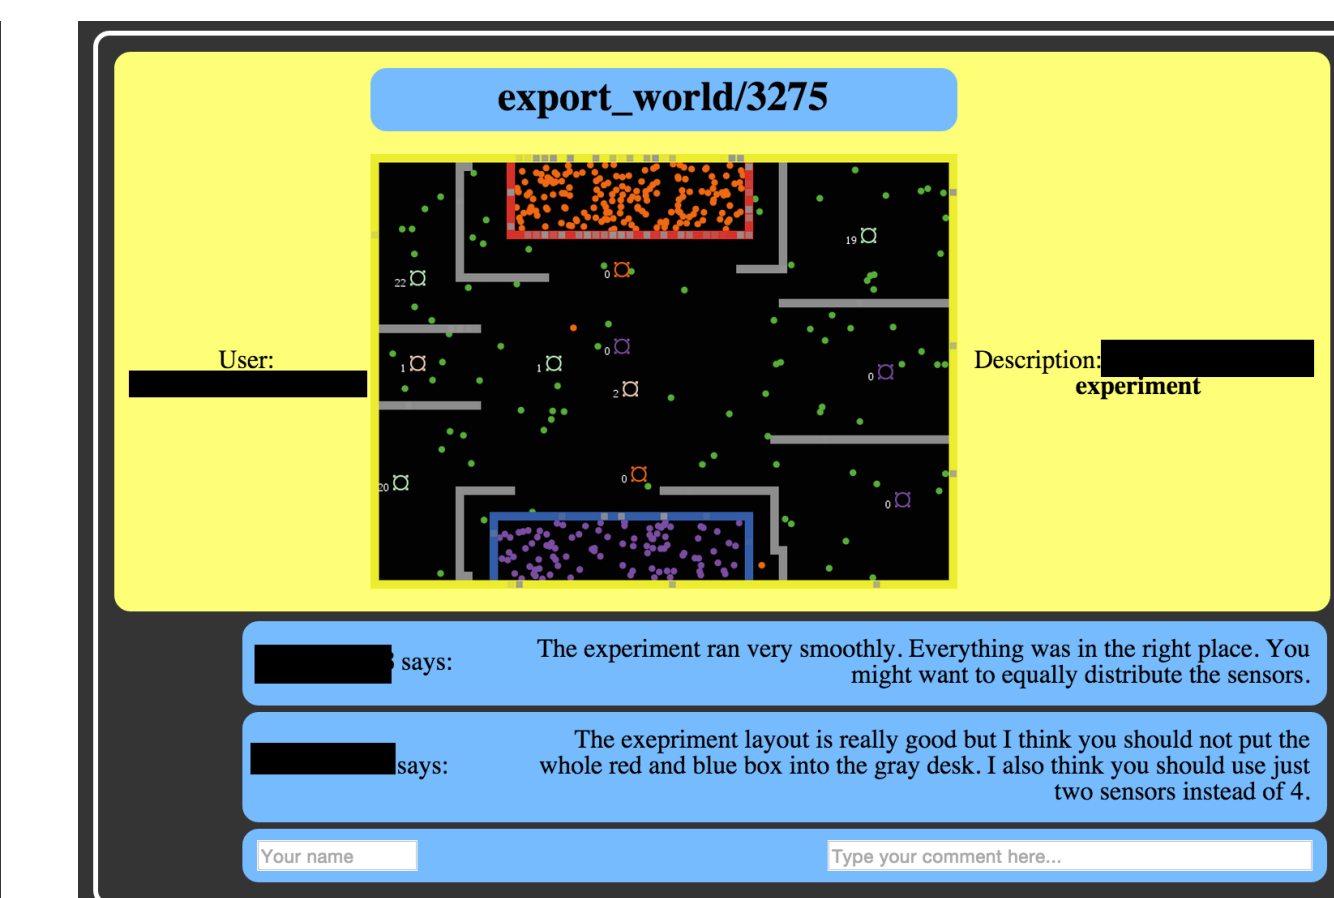 export_world/3275
19
22
0
0
1
1
2
0
20
0
0
User:
Description:
experiment
says:
The experiment ran very smoothly. Everything was in the right place. You
might want to equally distribute the sensors.
says:
The exepriment layout is really good but I think you should not put the
whole red and blue box into the gray desk. I also think you should use just
two sensors instead of 4.
Your name
Type your comment here...